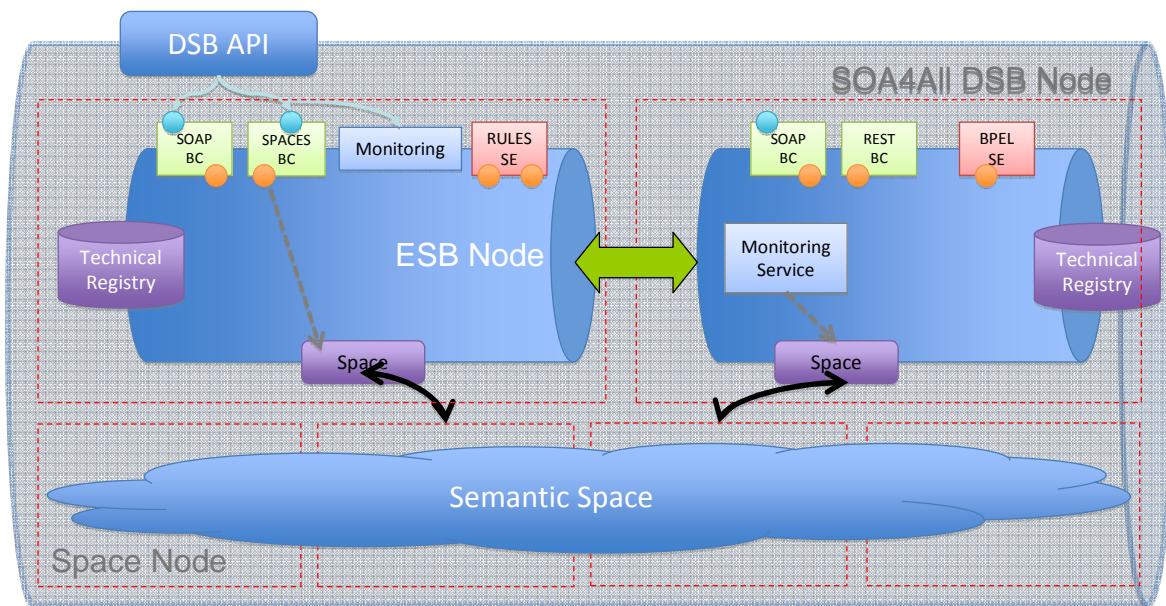 DSB API
SOA4All DSB Node
SOAP
BC
SPACES
BC
Monitoring
RULES
SE
SOAP
BC
REST
BC
BPEL
SE
Technical
Registry
ESB Node
Monitoring
Service
Technical
Registry
Space
Space
Semantic Space
Space Node